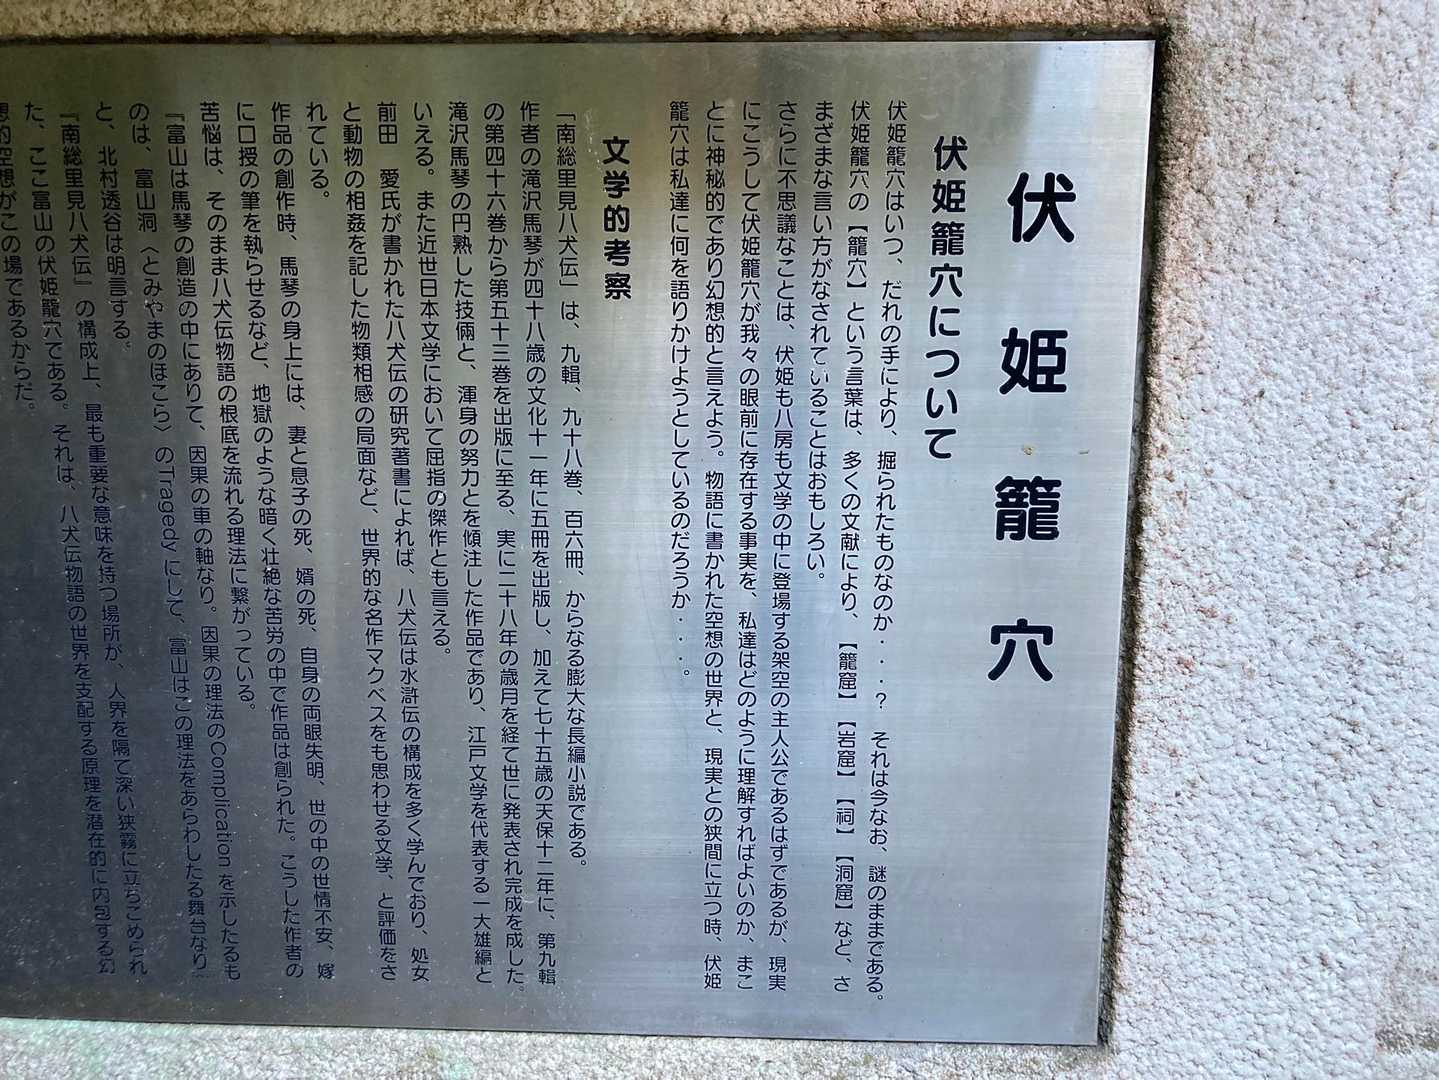 伏姫籠穴
伏姫籠穴について
伏姫籠穴はいつ、だれの手により、掘られたものなのか・・・？　それは今なお、謎のままである。
伏姫籠穴の【籠穴】という言葉は、多くの文献により、【籠窟】【岩窟】【祠】【洞窟】など、さ
まざまな言い方がなされていることはおもしろい。
さらに不思議なことは、伏姫も八房も文学の中に登場する架空の主人公であるはずであるが、現実
にこうして伏姫籠穴が我々の眼前に存在する事実を、私達はどのように理解すればよいのか、まこ
とに神秘的であり幻想的と言えよう。物語に書かれた空想の世界と、現実との狭間に立つ時、伏姫
籠穴は私達に何を語りかけようとしているのだろうか・・・・。
文学的考察
「南総里見八犬伝」は、九輯、九十八巻、百六冊、からなる膨大な長編小説である。
作者の滝沢馬琴が四十八歳の文化十一年に五冊を出版し、加えて七十五歳の天保十二年に、第九輯
の第四十六巻から第五十三巻を出版に至る、実に二十八年の歳月を経て世に発表され完成を成した。
滝沢馬琴の円熟した技倆と、渾身の努力とを傾注した作品であり、江戸文学を代表する一大雄編と
いえる。また近世日本文学において屈指の傑作とも言える。
前田　愛氏が書かれた八犬伝の研究著書によれば、八犬伝は水滸伝の構成を多く学んでおり、処女
と動物の相姦を記した物類相感の局面など、世界的な名作マクベスをも思わせる文学、と評価をさ
れている。
作品の創作時、馬琴の身上には、妻と息子の死、婿の死、自身の両眼失明、世の中の世情不安、嫁
に口授の筆を執らせるなど、地獄のような暗く壮絶な苦労の中で作品は創られた。こうした作者の
苦悩は、そのまま八犬伝物語の根底を流れる理法に繋がっている。
『富山は馬琴の創造の中にありて、因果の車の軸なり。因果の理法のComplicationを示したるも
のは、富山洞〈とみやまのほこら〉のTragedyにして、富山はこの理法をあらわしたる舞台なり』
と、北村透谷は明言する。
『南総里見八犬伝』の構成上、最も重要な意味を持つ場所が、人界を隔て深い狭霧に立ちこめられ
た、ここ富山の伏姫籠穴である。それは、八犬伝物語の世界を支配する原理を潜在的に内包する幻
想的空想がこの場であるからだ。